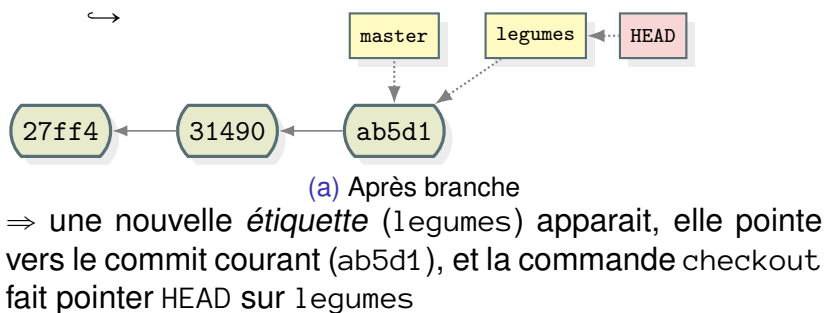 ↪
master legumes HEAD
27ff4 31490 ab5d1
(a) Après branche
⇒ une nouvelle étiquette (legumes) apparait, elle pointe
vers le commit courant (ab5d1), et la commande checkout
fait pointer HEAD sur legumes